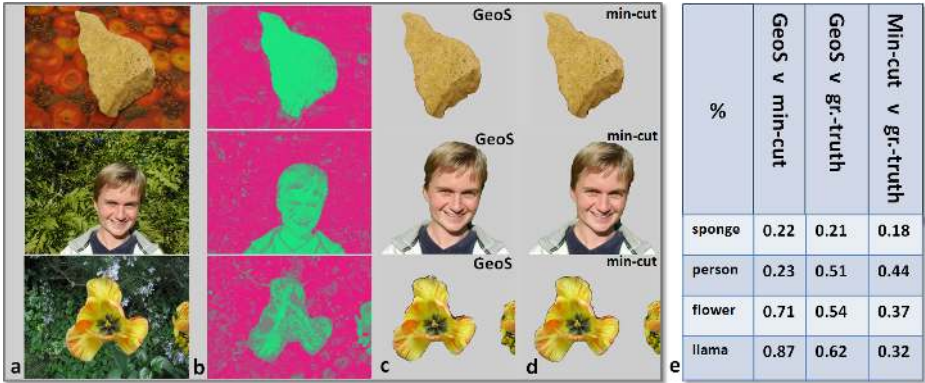 GeoS
min-cut
GeoS
min-cut
GeoS
min-cut
a
b
c
d
e
% GeoS v min-cut GeoS v gr.-truth Min-cut v gr.-truth
sponge 0.22 0.21 0.18
person 0.23 0.51 0.44
flower 0.71 0.54 0.37
llama 0.87 0.62 0.32